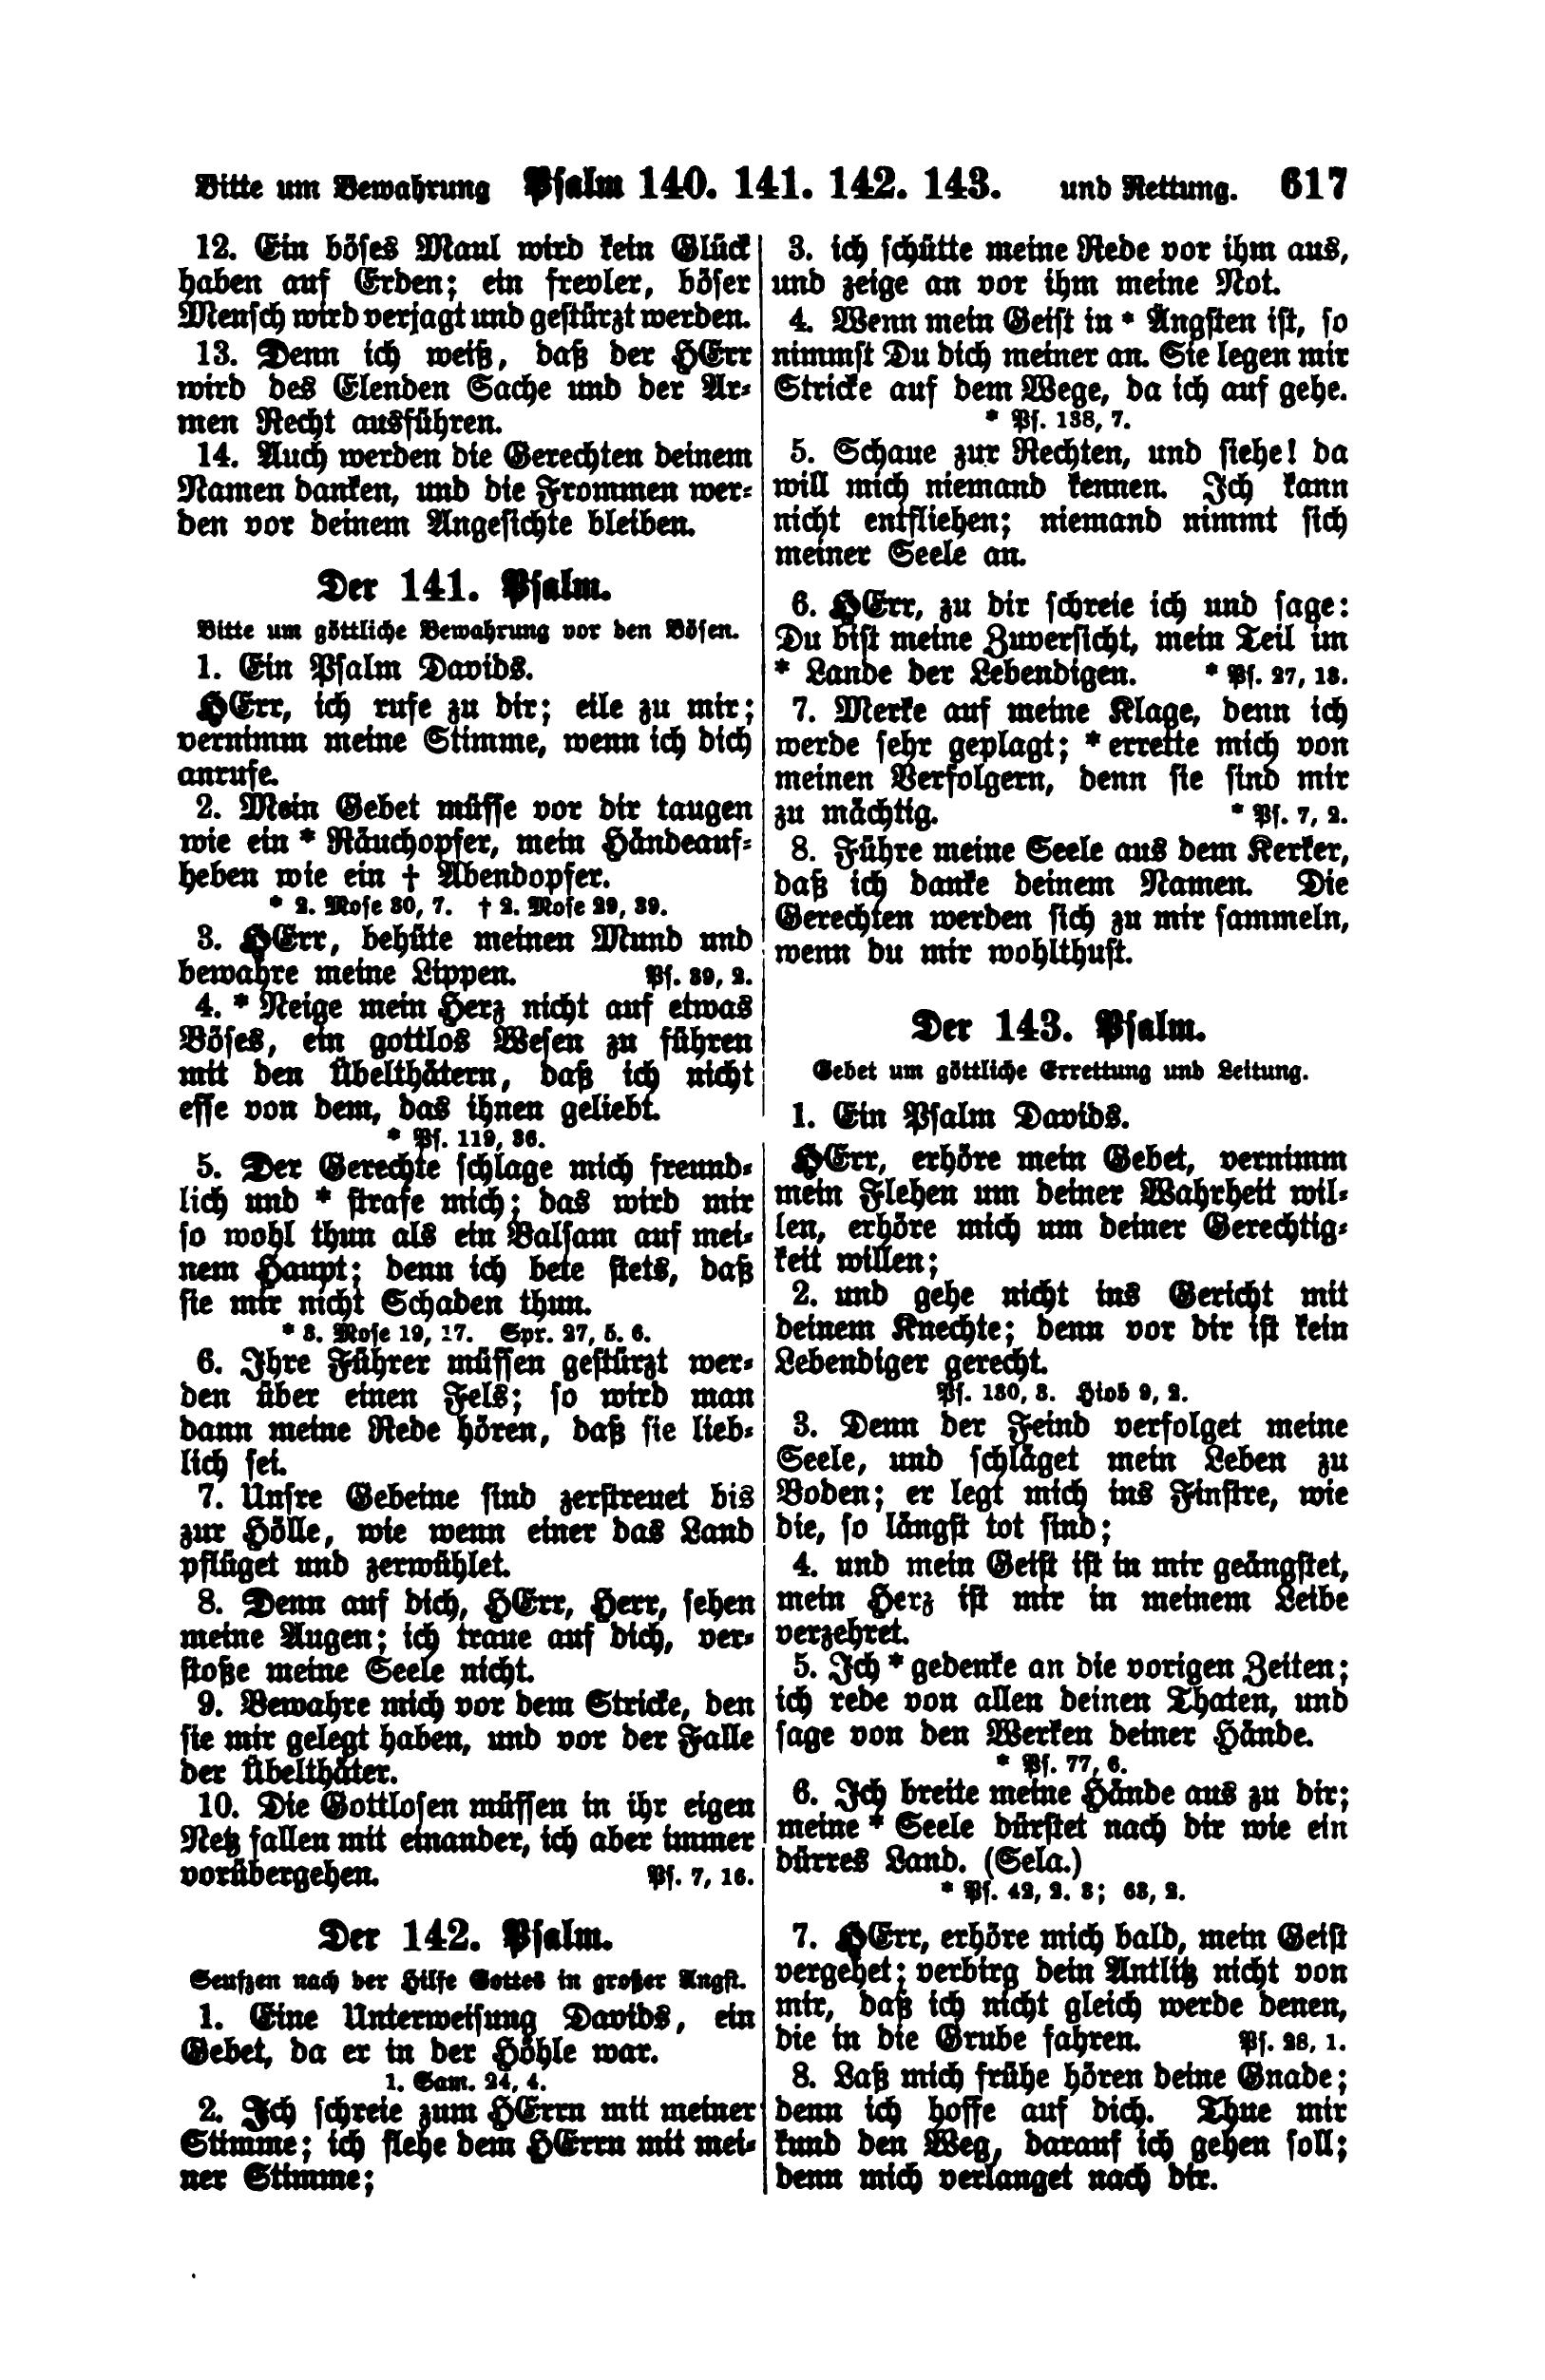 Bitte um Bewahrung Psalm 140. 141. 142. 143. und Rettung. 617
12. Ein böses Maul wird kein Glück
haben auf Erden; ein frevler, böser
Mensch wird verjagt und gestürzt werden.
13. Denn ich weiß, daß der HErr
wird des Elenden Sache und der Ar-
men Recht ausführen.
14. Auch werden die Gerechten deinem
Namen danken, und die Frommen wer-
den vor deinem Angesichte bleiben.
Der 141. Psalm.
Bitte um göttliche Bewahrung vor den Bösen.
1. Ein Psalm Davids.
HErr, ich rufe zu dir; eile zu mir;
vernimm meine Stimme, wenn ich dich
anrufe.
2. Mein Gebet müsse vor dir taugen
wie ein * Räuchopfer, mein Händeauf-
heben wie ein † Abendopfer.
* 2. Mose 30, 7. † 2. Mose 29, 39.
3. HErr, behüte meinen Mund und
bewahre meine Lippen. Ps. 39, 2.
4. * Neige mein Herz nicht auf etwas
Böses, ein gottlos Wesen zu führen
mit den Übelthätern, daß ich nicht
esse von dem, das ihnen geliebt.
* Ps. 119, 36.
5. Der Gerechte schlage mich freund-
lich und * strafe mich; das wird mir
so wohl thun als ein Balsam auf mei-
nem Haupt; denn ich bete stets, daß
sie mir nicht Schaden thun.
* 3. Mose 19, 17. Spr. 27, 5. 6.
6. Ihre Führer müssen gestürzt wer-
den über einen Fels; so wird man
dann meine Rede hören, daß sie lieb-
lich sei.
7. Unsre Gebeine sind zerstreuet bis
zur Hölle, wie wenn einer das Land
pflüget und zerwühlet.
8. Denn auf dich, HErr, Herr, sehen
meine Augen; ich traue auf dich, ver-
stoße meine Seele nicht.
9. Bewahre mich vor dem Stricke, den
sie mir gelegt haben, und vor der Falle
der Übelthäter.
10. Die Gottlosen müssen in ihr eigen
Netz fallen mit einander, ich aber immer
vorübergehen. Ps. 7, 16.
Der 142. Psalm.
Seufzen nach der Hilfe Gottes in großer Angst.
1. Eine Unterweisung Davids, ein
Gebet, da er in der Höhle war.
1. Sam. 24, 4.
2. Ich schreie zum HErrn mit meiner
Stimme; ich flehe dem HErrn mit mei-
ner Stimme;
3. ich schütte meine Rede vor ihm aus,
und zeige an vor ihm meine Not.
4. Wenn mein Geist in * Ängsten ist, so
nimmst Du dich meiner an. Sie legen mir
Stricke auf dem Wege, da ich auf gehe.
* Ps. 138, 7.
5. Schaue zur Rechten, und siehe! da
will mich niemand kennen. Ich kann
nicht entfliehen; niemand nimmt sich
meiner Seele an.
6. HErr, zu dir schreie ich und sage:
Du bist meine Zuversicht, mein Teil im
* Lande der Lebendigen. * Ps. 27, 13.
7. Merke auf meine Klage, denn ich
werde sehr geplagt; * errette mich von
meinen Verfolgern, denn sie sind mir
zu mächtig. * Ps. 7, 2.
8. Führe meine Seele aus dem Kerker,
daß ich danke deinem Namen. Die
Gerechten werden sich zu mir sammeln,
wenn du mir wohlthust.
Der 143. Psalm.
Gebet um göttliche Errettung und Leitung.
1. Ein Psalm Davids.
HErr, erhöre mein Gebet, vernimm
mein Flehen um deiner Wahrheit wil-
len, erhöre mich um deiner Gerechtig-
keit willen;
2. und gehe nicht ins Gericht mit
deinem Knechte; denn vor dir ist kein
Lebendiger gerecht.
Ps. 130, 3. Hiob 9, 2.
3. Denn der Feind verfolget meine
Seele, und schläget mein Leben zu
Boden; er legt mich ins Finstre, wie
die, so längst tot sind;
4. und mein Geist ist in mir geängstet,
mein Herz ist mir in meinem Leibe
verzehret.
5. Ich * gedenke an die vorigen Zeiten;
ich rede von allen deinen Thaten, und
sage von den Werken deiner Hände.
* Ps. 77, 6.
6. Ich breite meine Hände aus zu dir;
meine * Seele dürstet nach dir wie ein
dürres Land. (Sela.)
* Ps. 42, 2. 3; 63, 2.
7. HErr, erhöre mich bald, mein Geist
vergehet; verbirg dein Antlitz nicht von
mir, daß ich nicht gleich werde denen,
die in die Grube fahren. Ps. 28, 1.
8. Laß mich frühe hören deine Gnade;
denn ich hoffe auf dich. Thue mir
kund den Weg, darauf ich gehen soll;
denn mich verlanget nach dir.